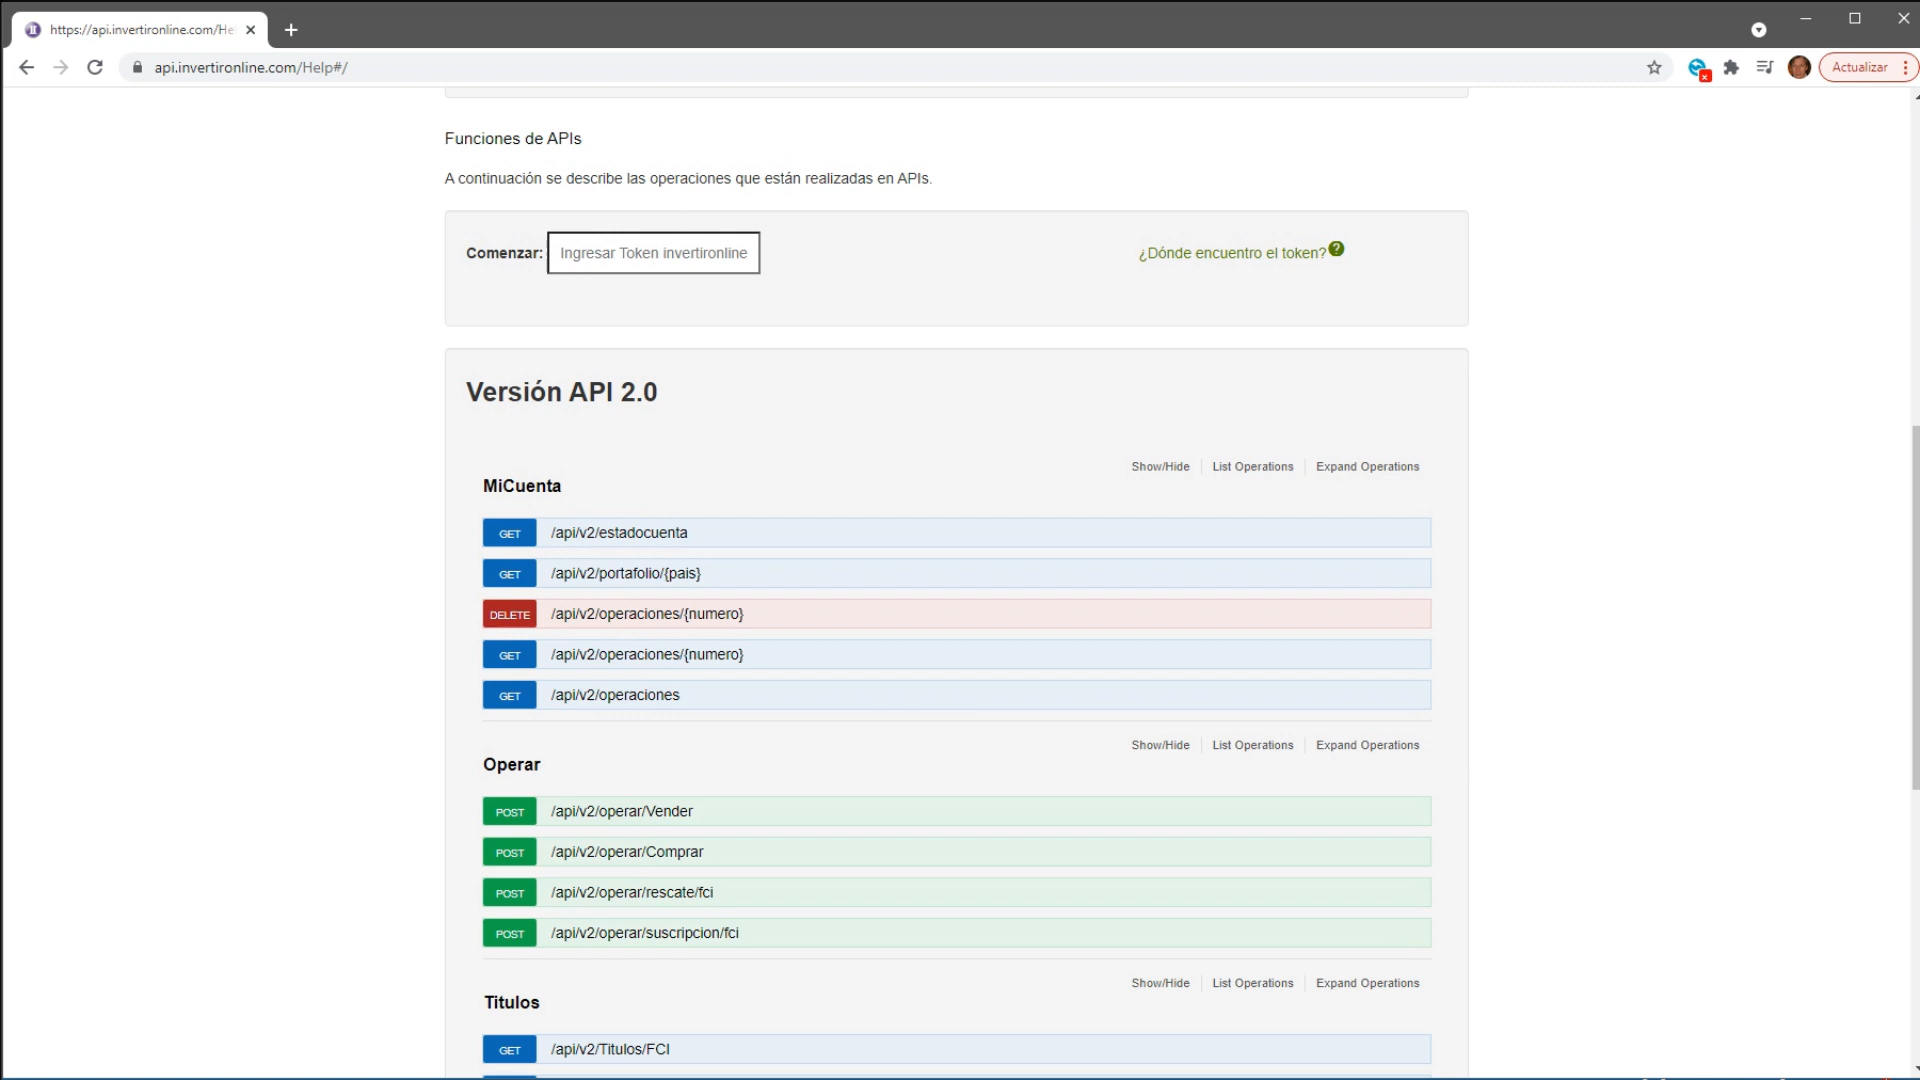 https://api.invertironline.com/He
api.invertironline.com/Help#/
Actualizar
Funciones de APIs
A continuación se describe las operaciones que están realizadas en APIs.
Comenzar: Ingresar Token invertironline
¿Dónde encuentro el token?
Versión API 2.0
Show/Hide List Operations Expand Operations
MiCuenta
GET /api/v2/estadocuenta
GET /api/v2/portafolio/{pais}
DELETE /api/v2/operaciones/{numero}
GET /api/v2/operaciones/{numero}
GET /api/v2/operaciones
Show/Hide List Operations Expand Operations
Operar
POST /api/v2/operar/Vender
POST /api/v2/operar/Comprar
POST /api/v2/operar/rescate/fci
POST /api/v2/operar/suscripcion/fci
Show/Hide List Operations Expand Operations
Titulos
GET /api/v2/Titulos/FCI